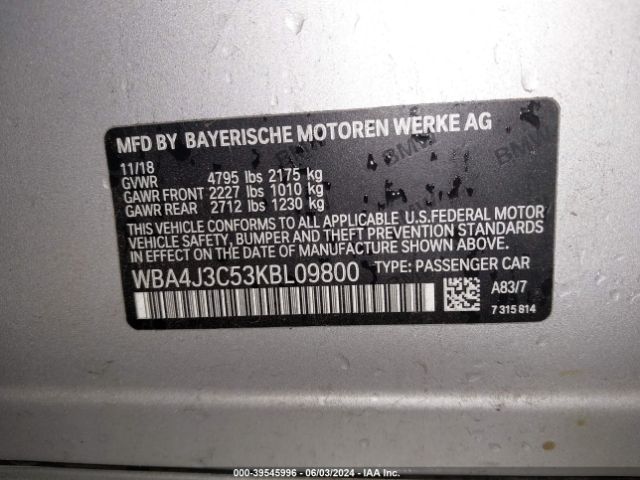 MFD BY BAYERISCHE MOTOREN WERKE AG
11/18
GVWR 4795 lbs 2175 kg
GAWR FRONT 2227 lbs 1010 kg
GAWR REAR 2712 lbs 1230 kg
THIS VEHICLE CONFORMS TO ALL APPLICABLE U.S.FEDERAL MOTOR
VEHICLE SAFETY, BUMPER AND THEFT PREVENTION STANDARDS IN
EFFECT ON THE DATE OF MANUFACTURE SHOWN ABOVE.
WBA4J3C53KBL09800 TYPE: PASSENGER CAR
A83/7
7 315 814
000-39545996 - 06/03/2024 - IAA Inc.